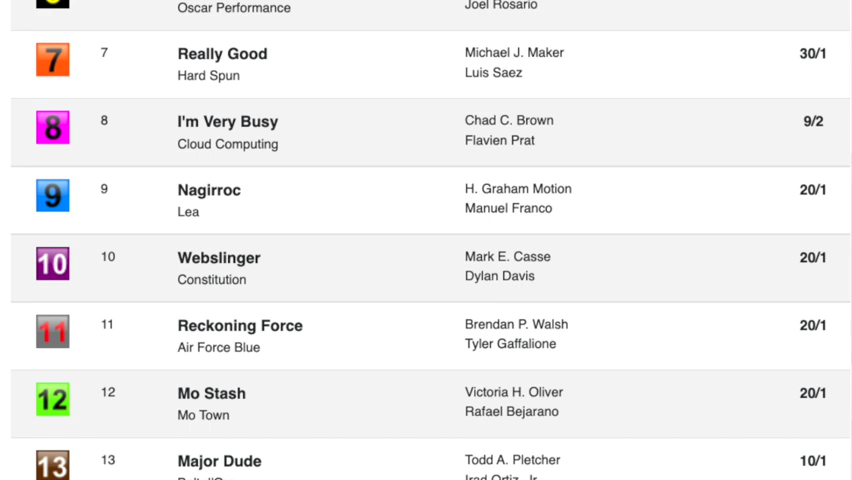 Oscar Performance
Joel Rosario
7
7
Really Good
Hard Spun
Michael J. Maker
Luis Saez
30/1
8
8
I'm Very Busy
Cloud Computing
Chad C. Brown
Flavien Prat
9/2
9
9
Nagirroc
Lea
H. Graham Motion
Manuel Franco
20/1
10
10
Webslinger
Constitution
Mark E. Casse
Dylan Davis
20/1
11
11
Reckoning Force
Air Force Blue
Brendan P. Walsh
Tyler Gaffalione
20/1
12
12
Mo Stash
Mo Town
Victoria H. Oliver
Rafael Bejarano
20/1
13
13
Major Dude
Todd A. Pletcher
Irad Ortiz, Jr.
10/1